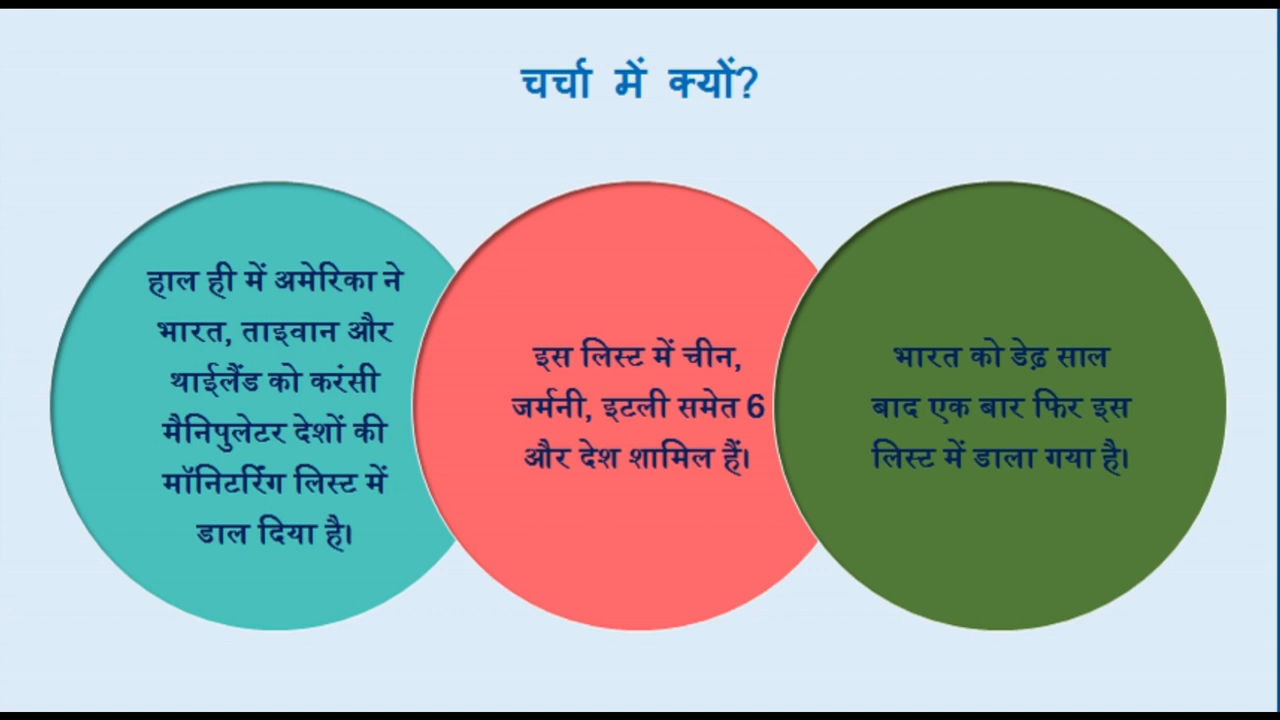 चर्चा में क्यों?
हाल ही में अमेरिका ने
भारत, ताइवान और
थाईलैंड को करंसी
मैनिपुलेटर देशों की
मॉनिटरिंग लिस्ट में
डाल दिया है।
इस लिस्ट में चीन,
जर्मनी, इटली समेत 6
और देश शामिल हैं।
भारत को डेढ़ साल
बाद एक बार फिर इस
लिस्ट में डाला गया है।